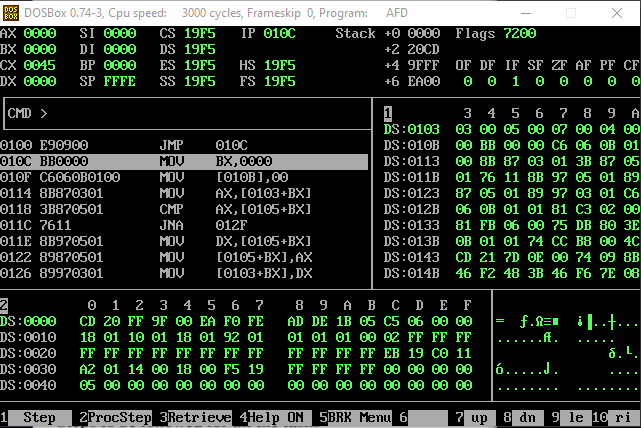 DOSBox 0.74-3, Cpu speed: 3000 cycles, Frameskip 0, Program: AFD
AX 0000 SI 0000 CS 19F5 IP 010C Stack +0 0000 Flags 7200
BX 0000 DI 0000 DS 19F5 +2 20CD
CX 0045 BP 0000 ES 19F5 HS 19F5 +4 9FFF OF DF IF SF ZF AF PF CF
DX 0000 SP FFFE SS 19F5 FS 19F5 +6 EA00 0 0 1 0 0 0 0 0
CMD > 1 3 4 5 6 7 8 9 A
DS:0103 03 00 05 00 07 00 04 00
0100 E90900 JMP 010C DS:010B 00 BB 00 00 C6 06 0B 01
010C BB0000 MOV BX,0000 DS:0113 00 8B 87 03 01 3B 87 05
010F C6060B0100 MOV [010B],00 DS:011B 01 76 11 8B 97 05 01 89
0114 8B870301 MOV AX,[0103+BX] DS:0123 87 05 01 89 97 03 01 C6
0118 3B870501 CMP AX,[0105+BX] DS:012B 06 0B 01 01 81 C3 02 00
011C 7611 JNA 012F DS:0133 81 FB 06 00 75 DB 80 3E
011E 8B970501 MOV DX,[0105+BX] DS:013B 0B 01 01 74 CC B8 00 4C
0122 89870501 MOV [0105+BX],AX DS:0143 CD 21 7D 0E 00 74 09 8B
0126 89970301 MOV [0103+BX],DX DS:014B 46 F2 48 3B 46 F6 7E 08
2 0 1 2 3 4 5 6 7 8 9 A B C D E F
DS:0000 CD 20 FF 9F 00 EA F0 FE AD DE 1B 05 C5 06 00 00 = ƒ.Ω≡■ ¡▐..┼...
DS:0010 18 01 10 01 18 01 92 01 01 01 01 00 02 FF FF FF ......Æ. .....
DS:0020 FF FF FF FF FF FF FF FF FF FF FF FF EB 19 C0 11 δ.└.
DS:0030 A2 01 14 00 18 00 F5 19 FF FF FF FF 00 00 00 00 ó.....⌡. ....
DS:0040 05 00 00 00 00 00 00 00 00 00 00 00 00 00 00 00 ........ ........
1 Step 2 ProcStep 3 Retrieve 4 Help ON 5 BRK Menu 6 7 up 8 dn 9 le 10 ri